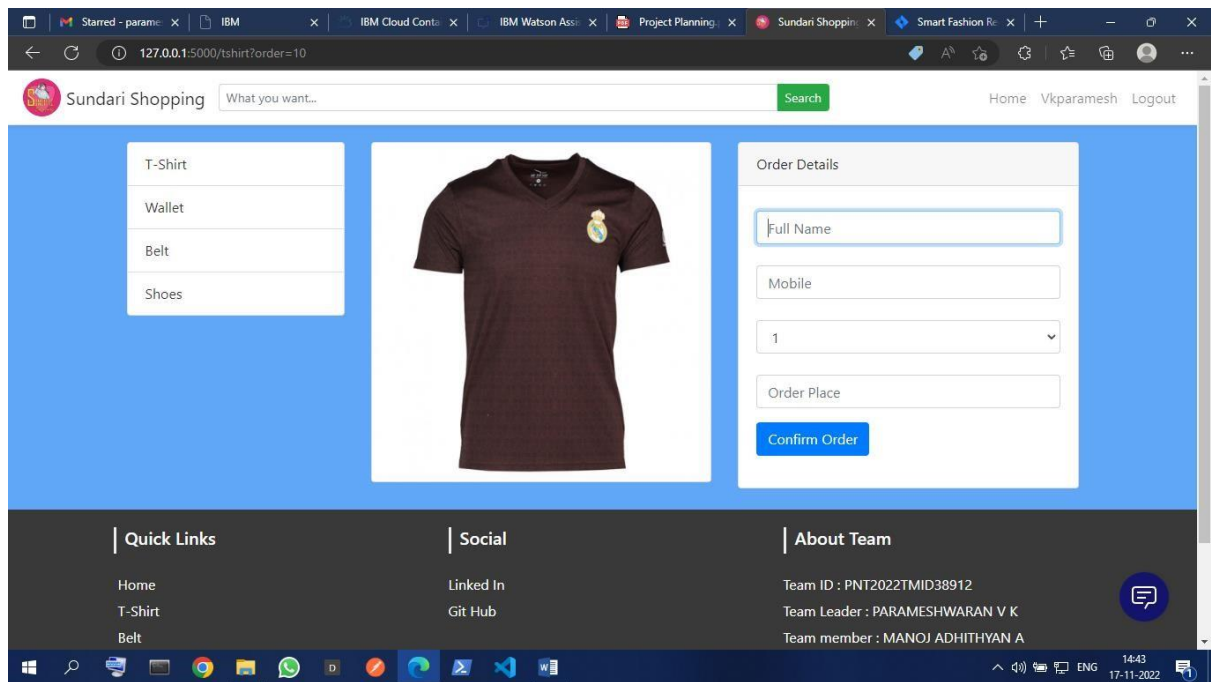 Starred - parame
IBM
IBM Cloud Conta
IBM Watson Assi
Project Planning.
Sundari Shopping
Smart Fashion Re
127.0.0.1:5000/tshirt?order=10
Sundari Shopping
What you want...
Search
Home
Vkparamesh
Logout
T-Shirt
Wallet
Belt
Shoes
Order Details
Full Name
Mobile
1
Order Place
Confirm Order
Quick Links
Home
T-Shirt
Belt
Social
Linked In
Git Hub
About Team
Team ID : PNT2022TMID38912
Team Leader : PARAMESHWARAN V K
Team member : MANOJ ADHITHYAN A
ENG
14:43
17-11-2022